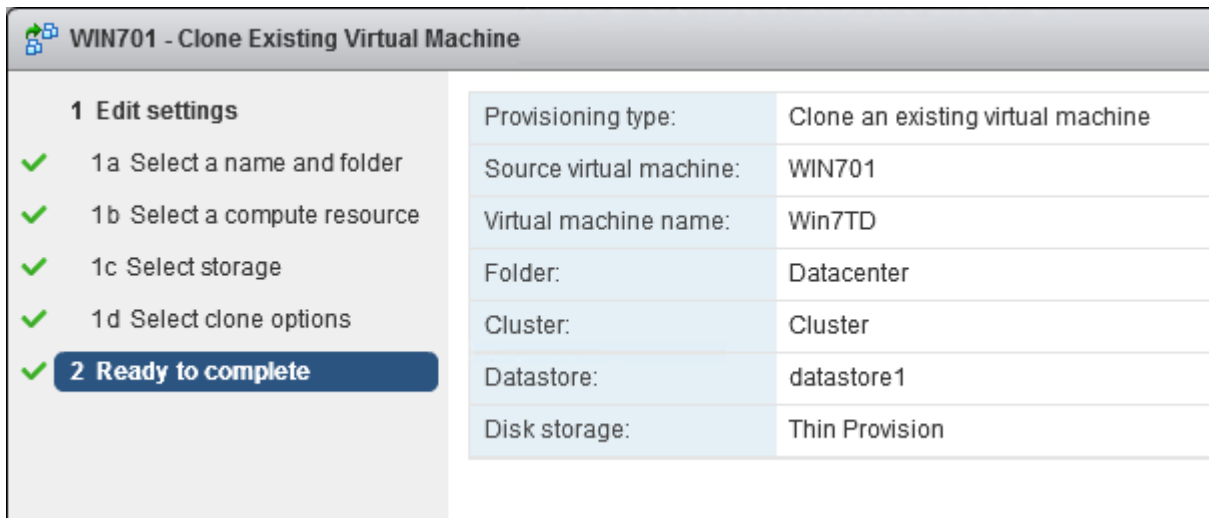 WIN701 - Clone Existing Virtual Machine
1 Edit settings
1a Select a name and folder
1b Select a compute resource
1c Select storage
1d Select clone options
2 Ready to complete
Provisioning type: Clone an existing virtual machine
Source virtual machine: WIN701
Virtual machine name: Win7TD
Folder: Datacenter
Cluster: Cluster
Datastore: datastore1
Disk storage: Thin Provision